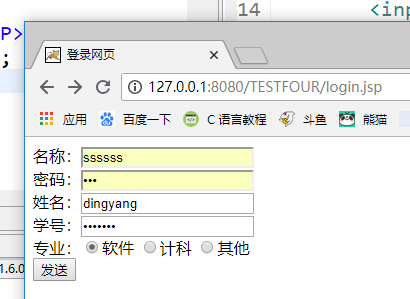 P>
;
14 <inp
登录网页
127.0.0.1:8080/TESTFOUR/login.jsp
应用 百度一下 C 语言教程 斗鱼 熊猫
名称: ssssss
密码: •••
姓名: dingyang
学号: •••••••
专业: 软件 计科 其他
发送
1.6.0